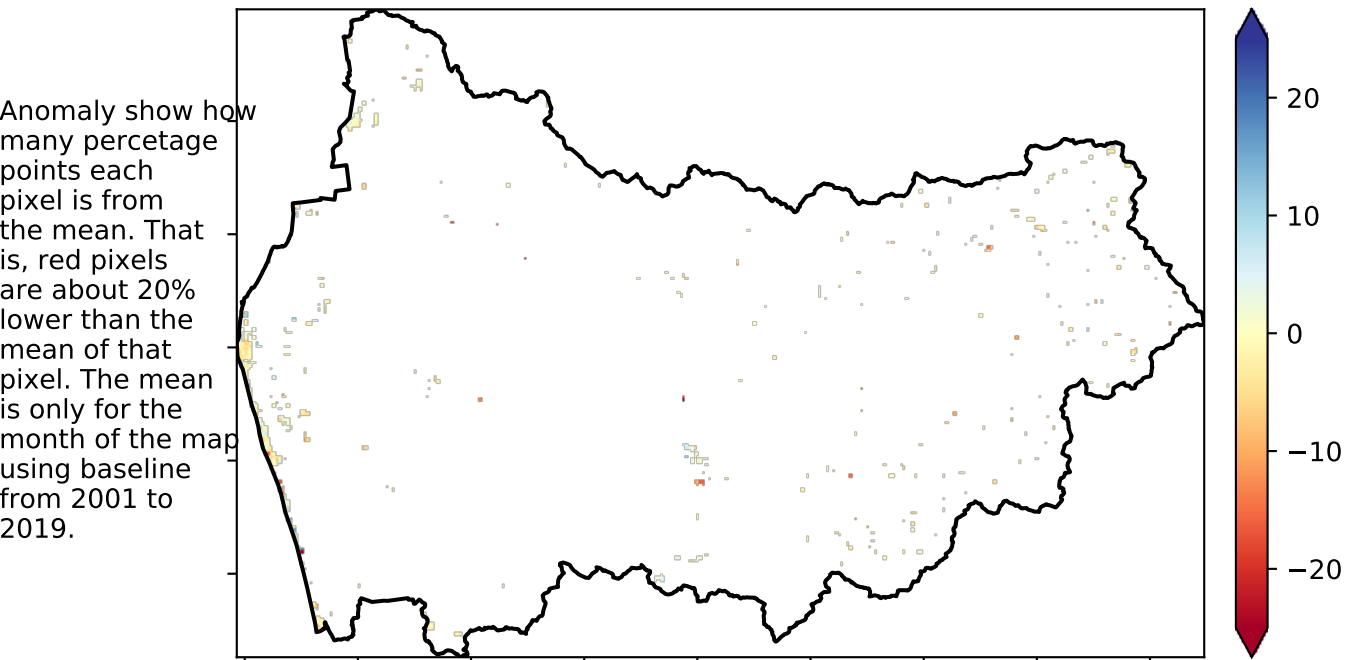 Anomaly show how
many percetage
points each
pixel is from
the mean. That
is, red pixels
are about 20%
lower than the
mean of that
pixel. The mean
is only for the
month of the map
using baseline
from 2001 to
2019.
20
10
0
−10
−20